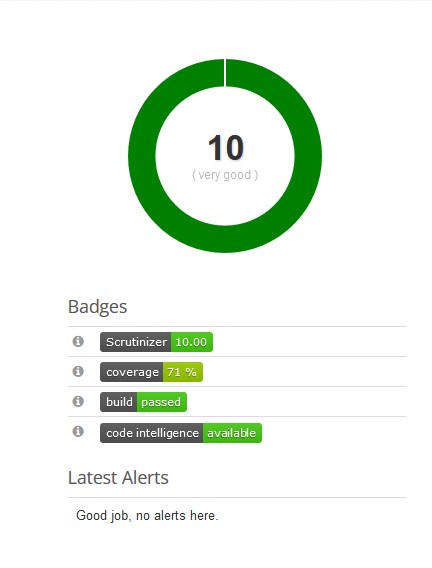 10
( very good )
Badges
Scrutinizer 10.00
coverage 71 %
build passed
code intelligence available
Latest Alerts
Good job, no alerts here.